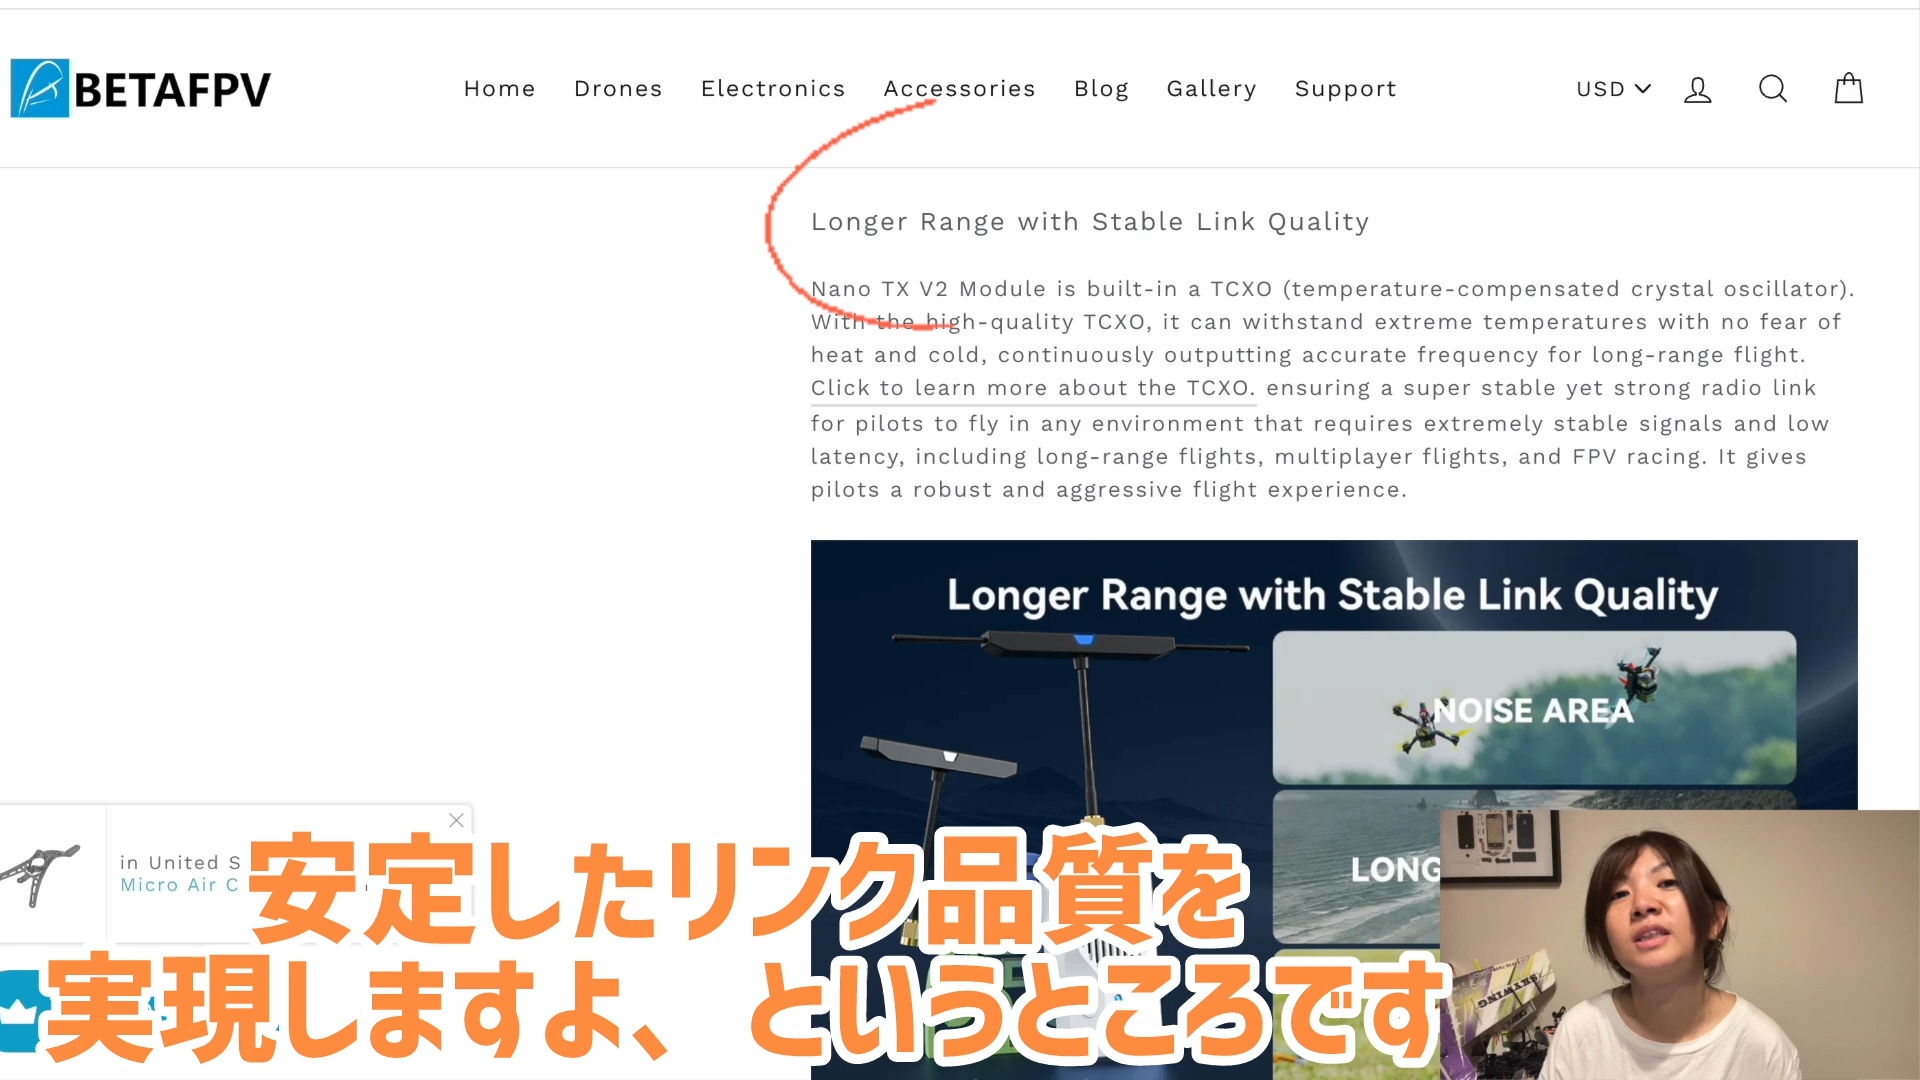 BETAFPV
Home Drones Electronics Accessories Blog Gallery Support
USD
Longer Range with Stable Link Quality
Nano TX V2 Module is built-in a TCXO (temperature-compensated crystal oscillator).
With the high-quality TCXO, it can withstand extreme temperatures with no fear of
heat and cold, continuously outputting accurate frequency for long-range flight.
Click to learn more about the TCXO. ensuring a super stable yet strong radio link
for pilots to fly in any environment that requires extremely stable signals and low
latency, including long-range flights, multiplayer flights, and FPV racing. It gives
pilots a robust and aggressive flight experience.
Longer Range with Stable Link Quality
NOISE AREA
LONG
in United S
Micro Air C
安定したリンク品質を
実現しますよ、というところです